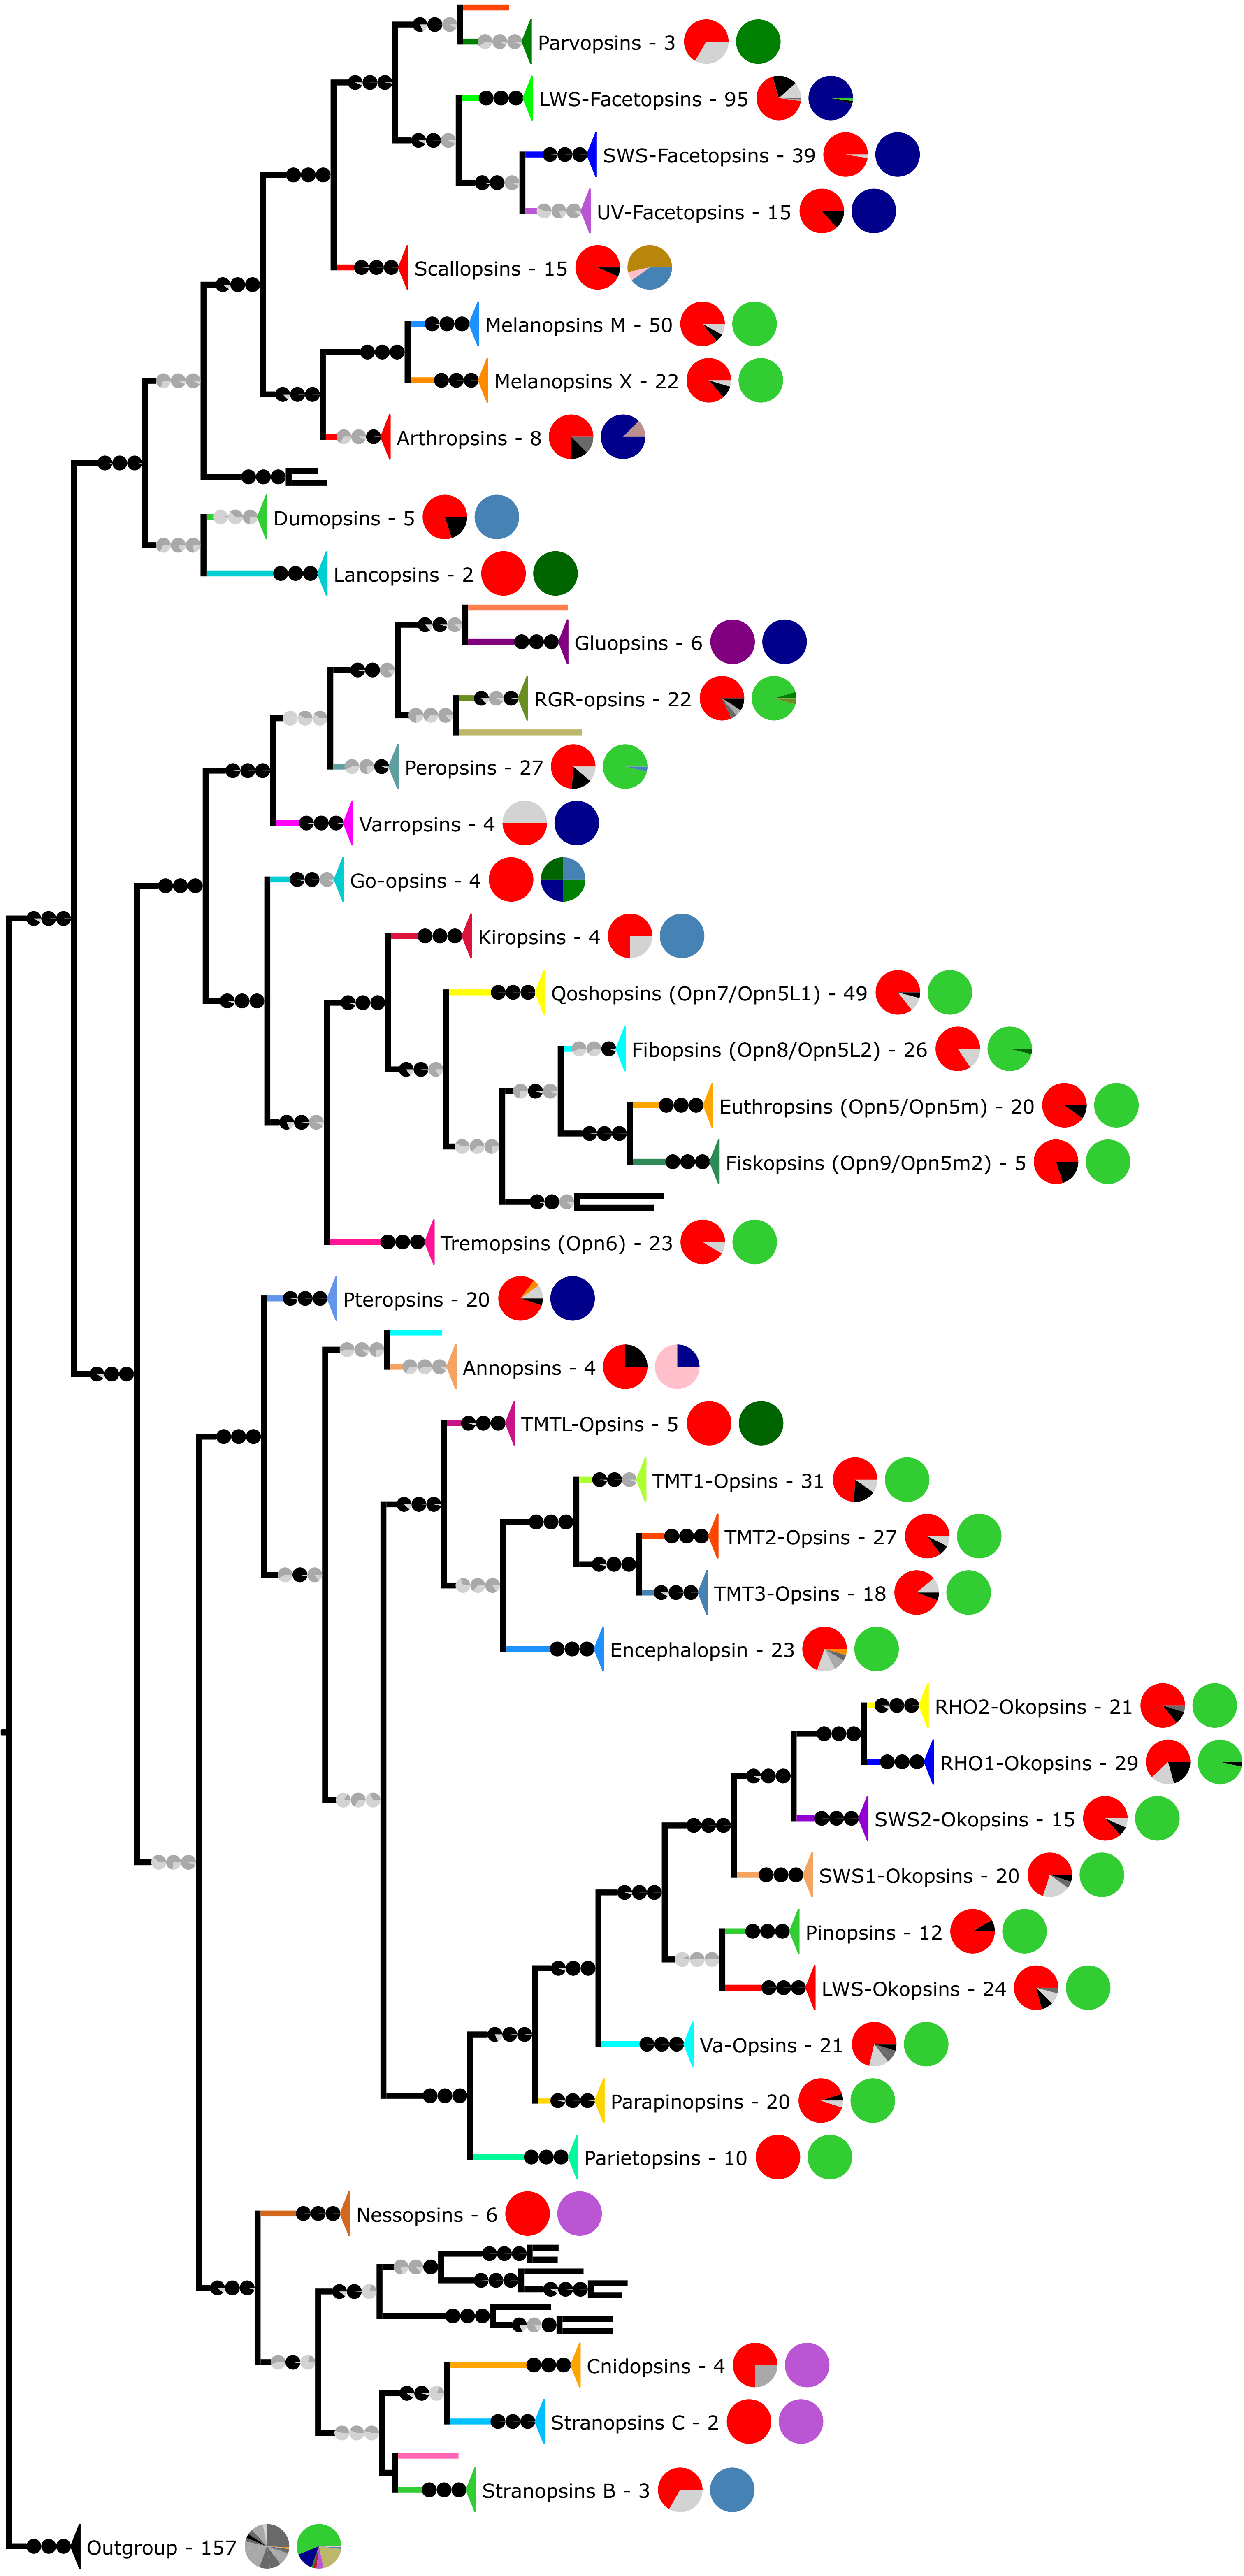 Parvopsins - 3
LWS-Facetopsins - 95
SWS-Facetopsins - 39
UV-Facetopsins - 15
Scallopsins - 15
Melanopsins M - 50
Melanopsins X - 22
Arthropsins - 8
Dumopsins - 5
Lancopsins - 2
Gluopsins - 6
RGR-opsins - 22
Peropsins - 27
Varropsins - 4
Go-opsins - 4
Kiropsins - 4
Qoshopsins (Opn7/Opn5L1) - 49
Fibopsins (Opn8/Opn5L2) - 26
Euthropsins (Opn5/Opn5m) - 20
Fiskopsins (Opn9/Opn5m2) - 5
Tremopsins (Opn6) - 23
Pteropsins - 20
Annopsins - 4
TMTL-Opsins - 5
TMT1-Opsins - 31
TMT2-Opsins - 27
TMT3-Opsins - 18
Encephalopsin - 23
RHO2-Okopsins - 21
RHO1-Okopsins - 29
SWS2-Okopsins - 15
SWS1-Okopsins - 20
Pinopsins - 12
LWS-Okopsins - 24
Va-Opsins - 21
Parapinopsins - 20
Parietopsins - 10
Nessopsins - 6
Cnidopsins - 4
Stranopsins C - 2
Stranopsins B - 3
Outgroup - 157